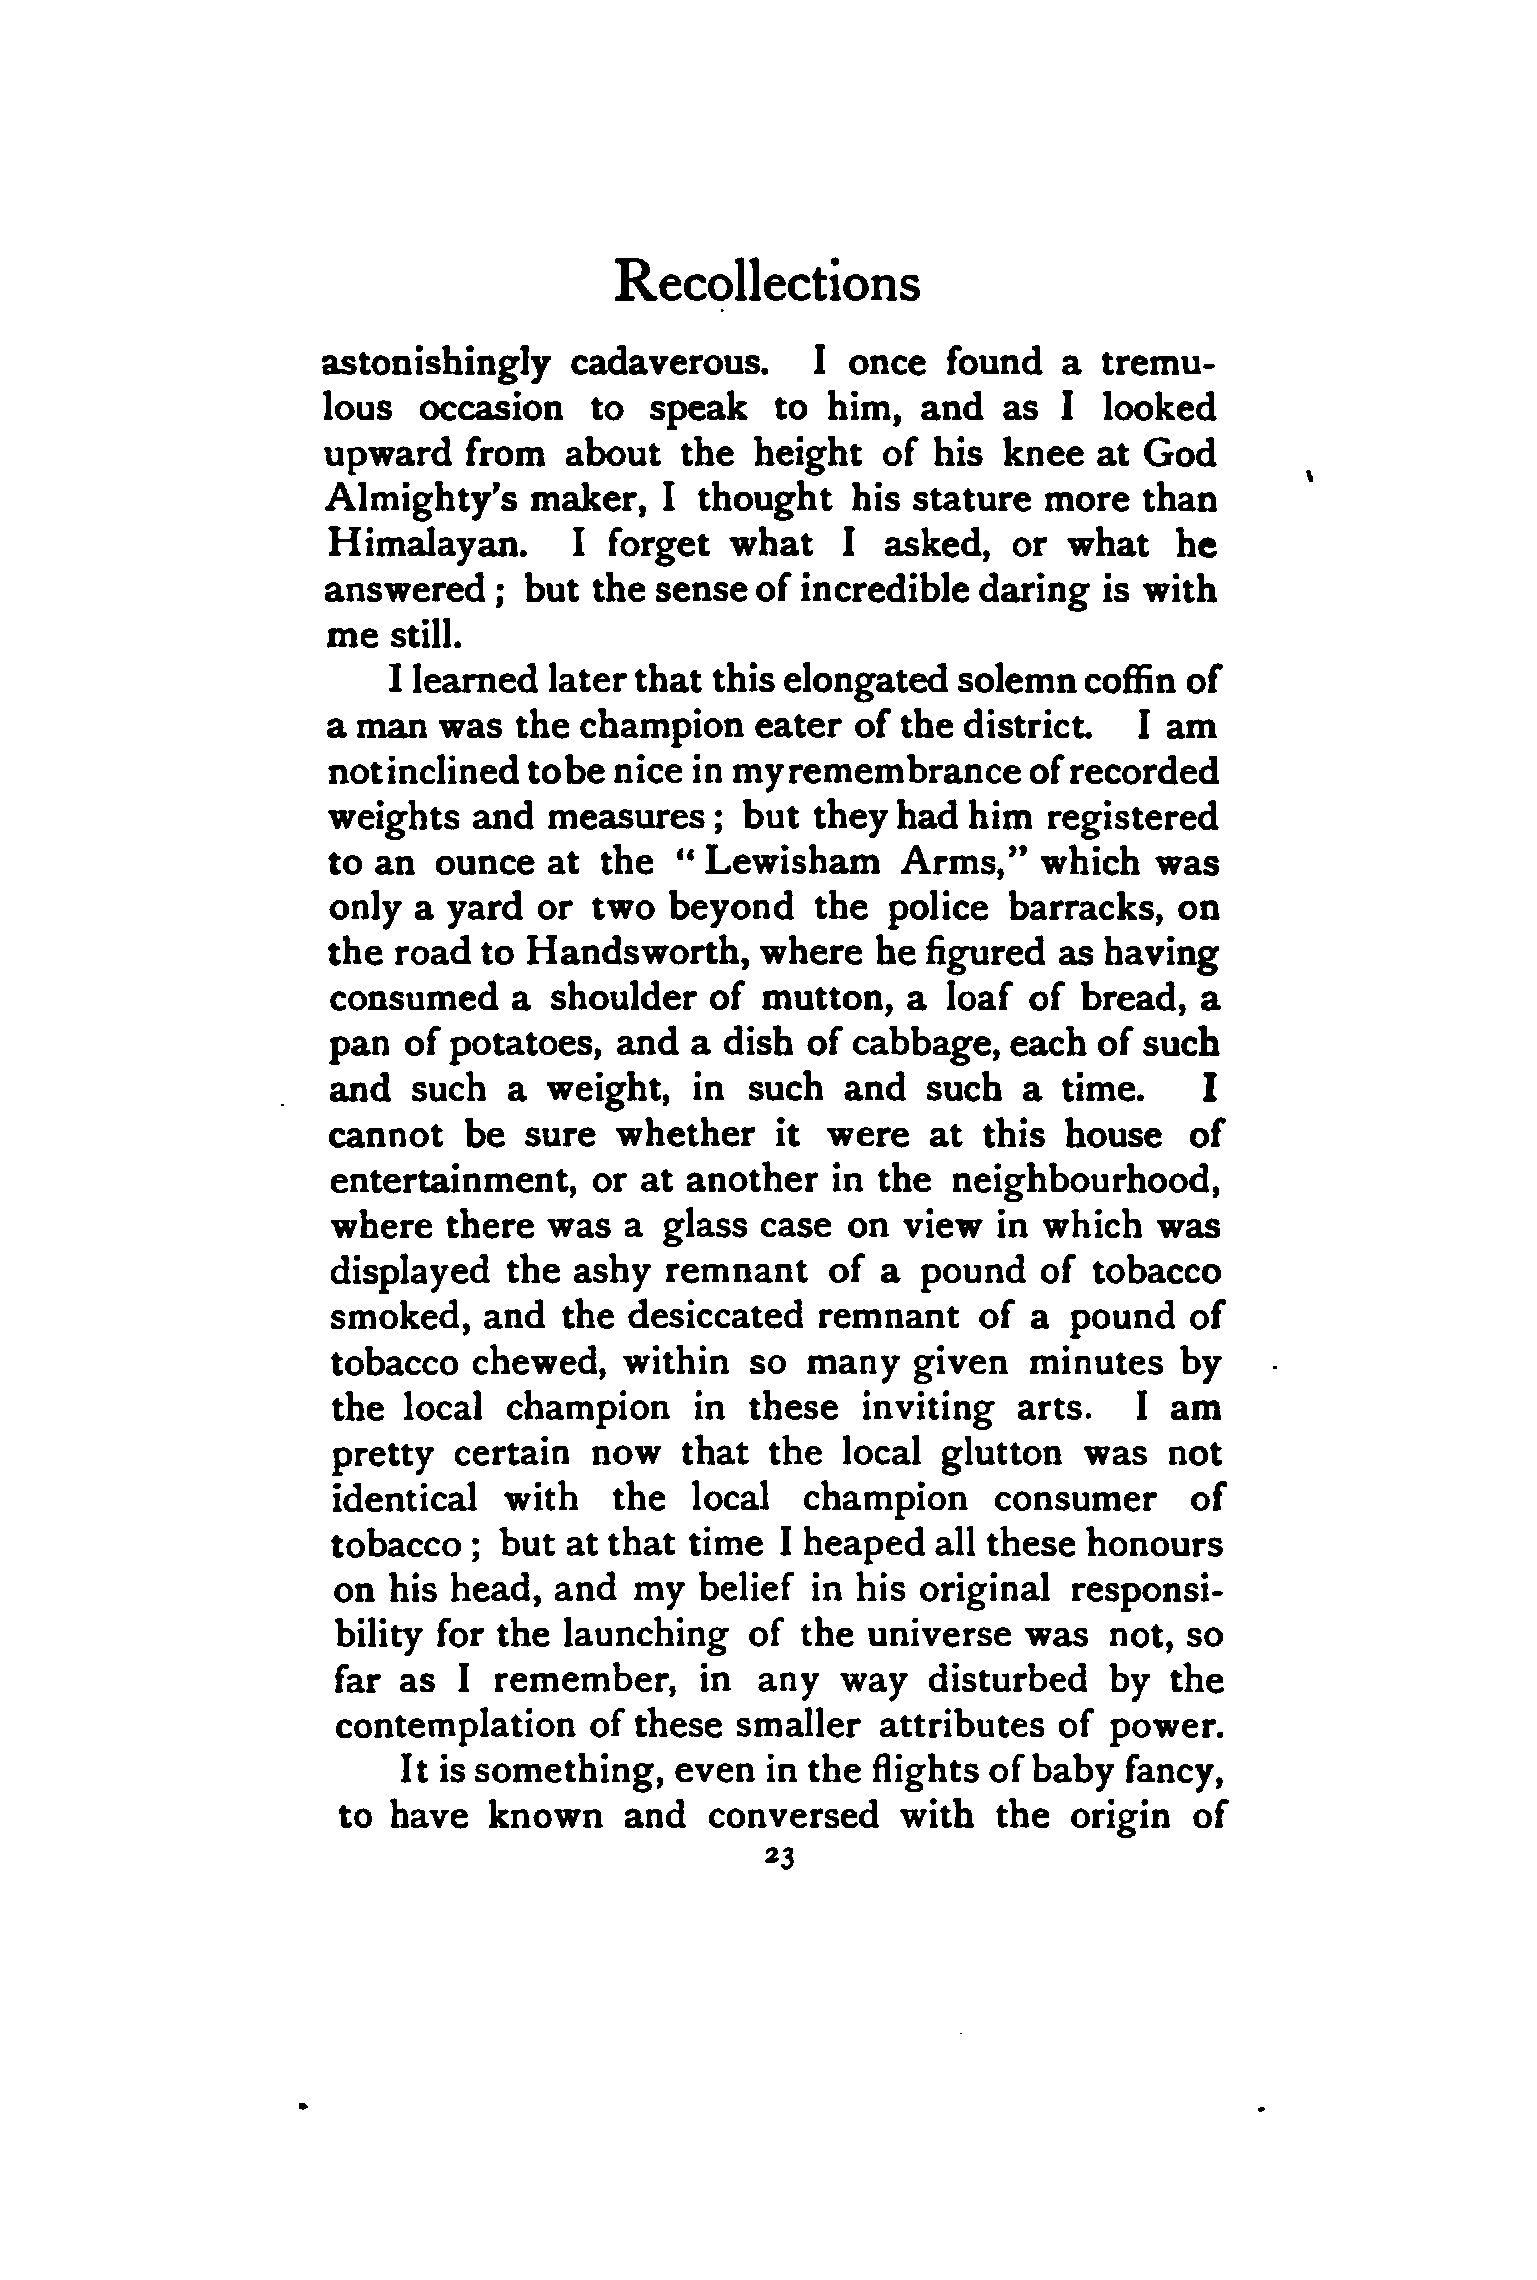 Recollections
astonishingly cadaverous. I once found a tremu-
lous occasion to speak to him, and as I looked
upward from about the height of his knee at God
Almighty's maker, I thought his stature more than
Himalayan. I forget what I asked, or what he
answered ; but the sense of incredible daring is with
me still.
I learned later that this elongated solemn coffin of
a man was the champion eater of the district. I am
not inclined to be nice in my remembrance of recorded
weights and measures ; but they had him registered
to an ounce at the " Lewisham Arms," which was
only a yard or two beyond the police barracks, on
the road to Handsworth, where he figured as having
consumed a shoulder of mutton, a loaf of bread, a
pan of potatoes, and a dish of cabbage, each of such
and such a weight, in such and such a time. I
cannot be sure whether it were at this house of
entertainment, or at another in the neighbourhood,
where there was a glass case on view in which was
displayed the ashy remnant of a pound of tobacco
smoked, and the desiccated remnant of a pound of
tobacco chewed, within so many given minutes by
the local champion in these inviting arts. I am
pretty certain now that the local glutton was not
identical with the local champion consumer of
tobacco ; but at that time I heaped all these honours
on his head, and my belief in his original responsi-
bility for the launching of the universe was not, so
far as I remember, in any way disturbed by the
contemplation of these smaller attributes of power.
It is something, even in the flights of baby fancy,
to have known and conversed with the origin of
23